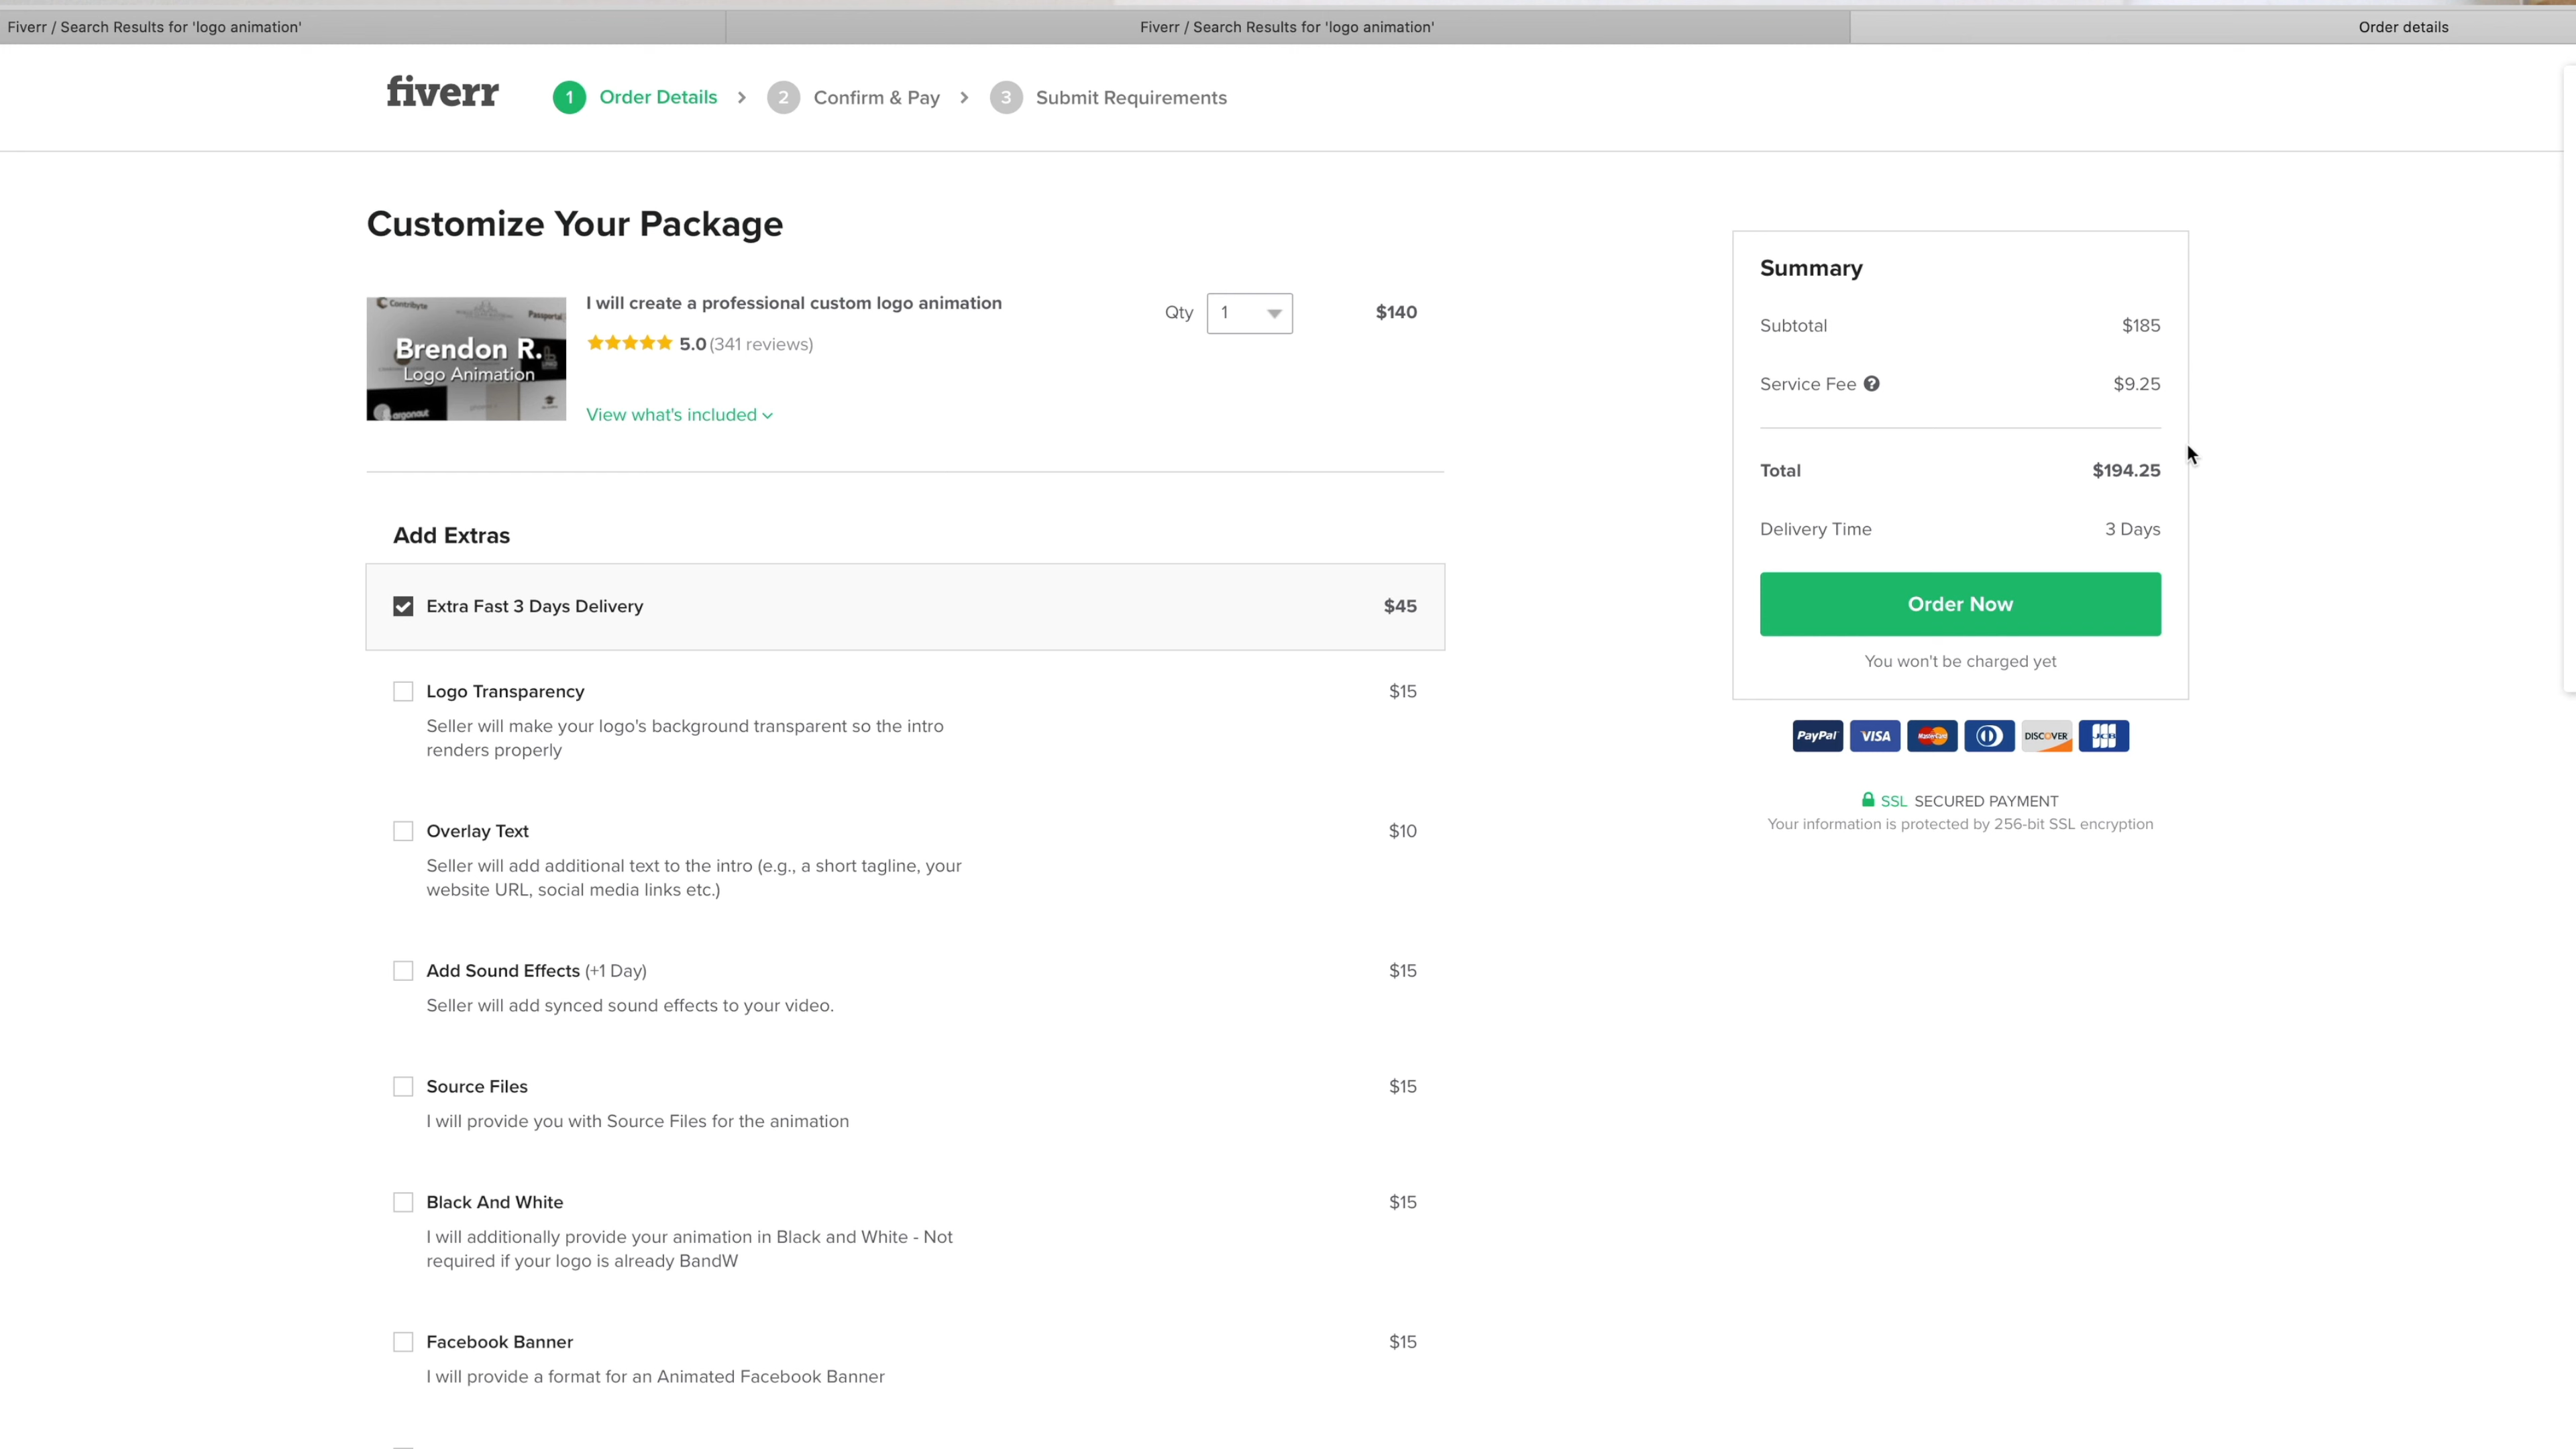 Fiverr / Search Results for 'logo animation'
Fiverr / Search Results for 'logo animation'
Order details
fiverr
1 Order Details > 2 Confirm & Pay > 3 Submit Requirements
Customize Your Package
Contribyte
Passportal
Brendon R.
Logo Animation
argonaut
I will create a professional custom logo animation
5.0 (341 reviews)
View what's included
Qty 1 $140
Add Extras
Extra Fast 3 Days Delivery $45
Logo Transparency $15
Seller will make your logo's background transparent so the intro
renders properly
Overlay Text $10
Seller will add additional text to the intro (e.g., a short tagline, your
website URL, social media links etc.)
Add Sound Effects (+1 Day) $15
Seller will add synced sound effects to your video.
Source Files $15
I will provide you with Source Files for the animation
Black And White $15
I will additionally provide your animation in Black and White - Not
required if your logo is already BandW
Facebook Banner $15
I will provide a format for an Animated Facebook Banner
Summary
Subtotal $185
Service Fee ? $9.25
Total $194.25
Delivery Time 3 Days
Order Now
You won't be charged yet
PayPal VISA MasterCard DISCOVER JCB
SSL SECURED PAYMENT
Your information is protected by 256-bit SSL encryption